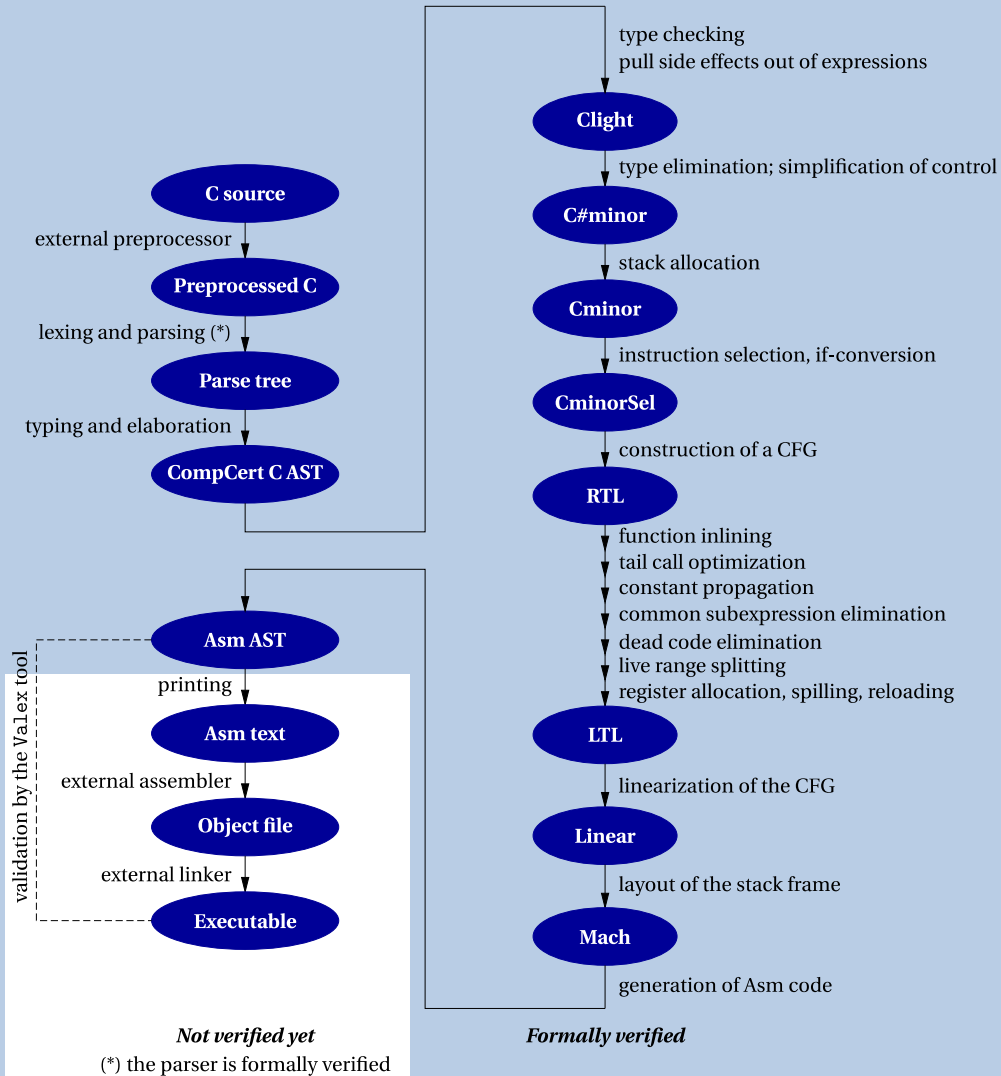 C source
external preprocessor
Preprocessed C
lexing and parsing (*)
Parse tree
typing and elaboration
CompCert C AST
type checking
pull side effects out of expressions
Clight
type elimination; simplification of control
C#minor
stack allocation
Cminor
instruction selection, if-conversion
CminorSel
construction of a CFG
RTL
function inlining
tail call optimization
constant propagation
common subexpression elimination
dead code elimination
live range splitting
register allocation, spilling, reloading
LTL
linearization of the CFG
Linear
layout of the stack frame
Mach
generation of Asm code
Asm AST
printing
Asm text
external assembler
Object file
external linker
Executable
validation by the Valex tool
Not verified yet
(*) the parser is formally verified
Formally verified